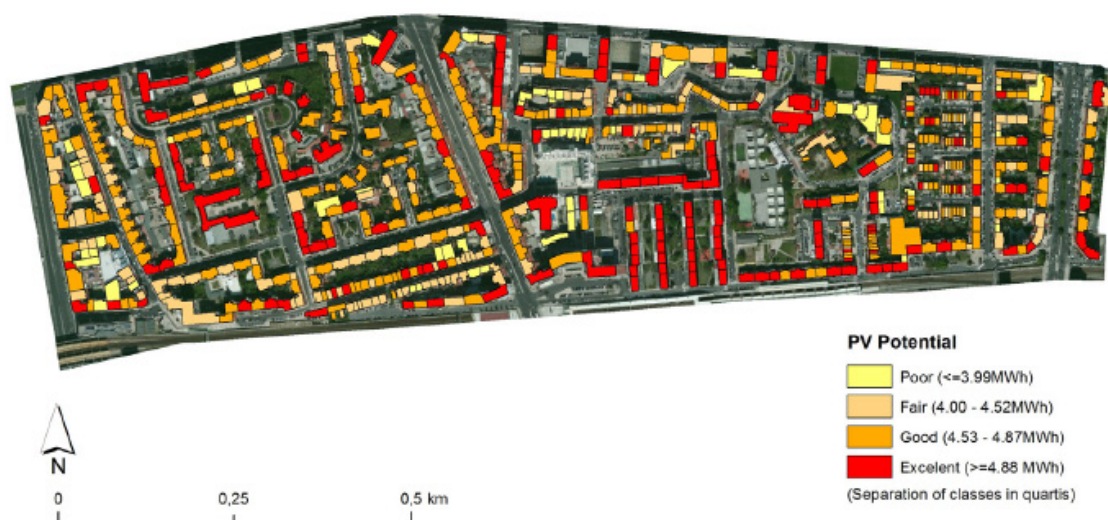 PV Potential
Poor (<=3.99MWh)
Fair (4.00 - 4.52MWh)
Good (4.53 - 4.87MWh)
Excelent (>=4.88 MWh)
(Separation of classes in quartis)
N
0
0,25
0,5 km